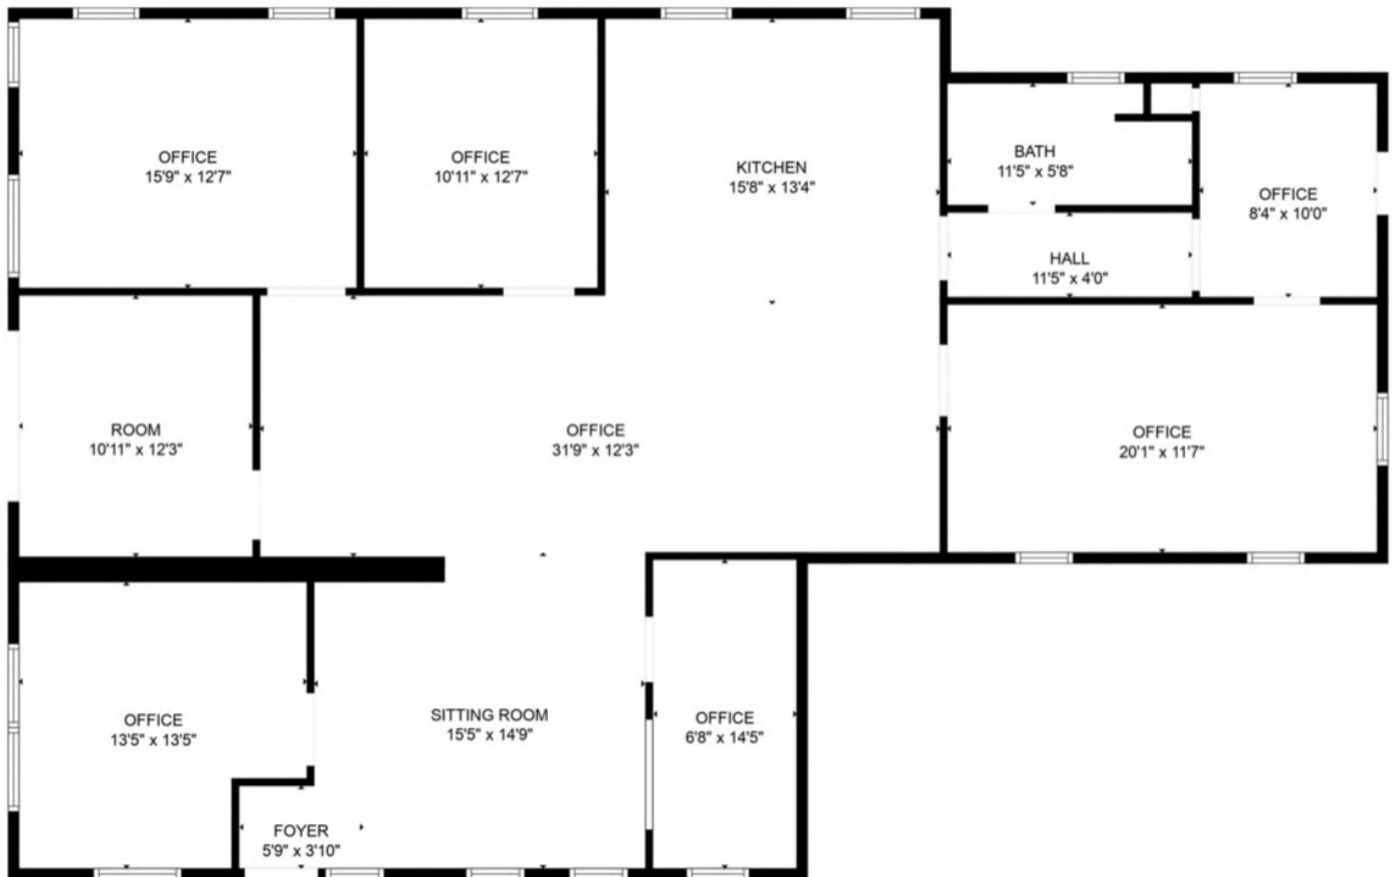 OFFICE
15'9" x 12'7"
OFFICE
10'11" x 12'7"
KITCHEN
15'8" x 13'4"
BATH
11'5" x 5'8"
OFFICE
8'4" x 10'0"
HALL
11'5" x 4'0"
ROOM
10'11" x 12'3"
OFFICE
31'9" x 12'3"
OFFICE
20'1" x 11'7"
OFFICE
13'5" x 13'5"
SITTING ROOM
15'5" x 14'9"
OFFICE
6'8" x 14'5"
FOYER
5'9" x 3'10"